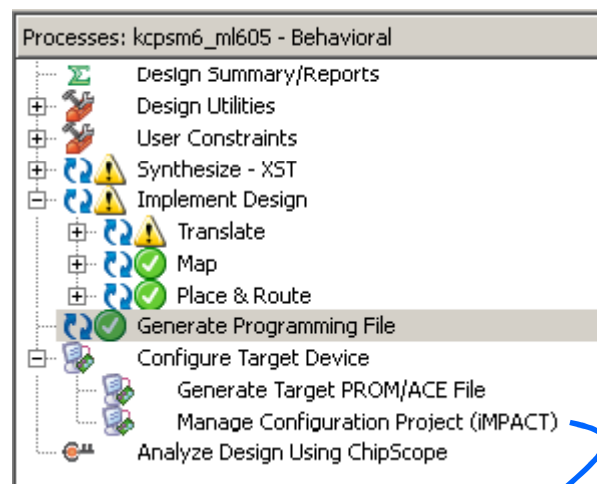 Processes: kcpsm6_ml605 - Behavioral
Design Summary/Reports
Design Utilities
User Constraints
Synthesize - XST
Implement Design
Translate
Map
Place & Route
Generate Programming File
Configure Target Device
Generate Target PROM/ACE File
Manage Configuration Project (iMPACT)
Analyze Design Using ChipScope